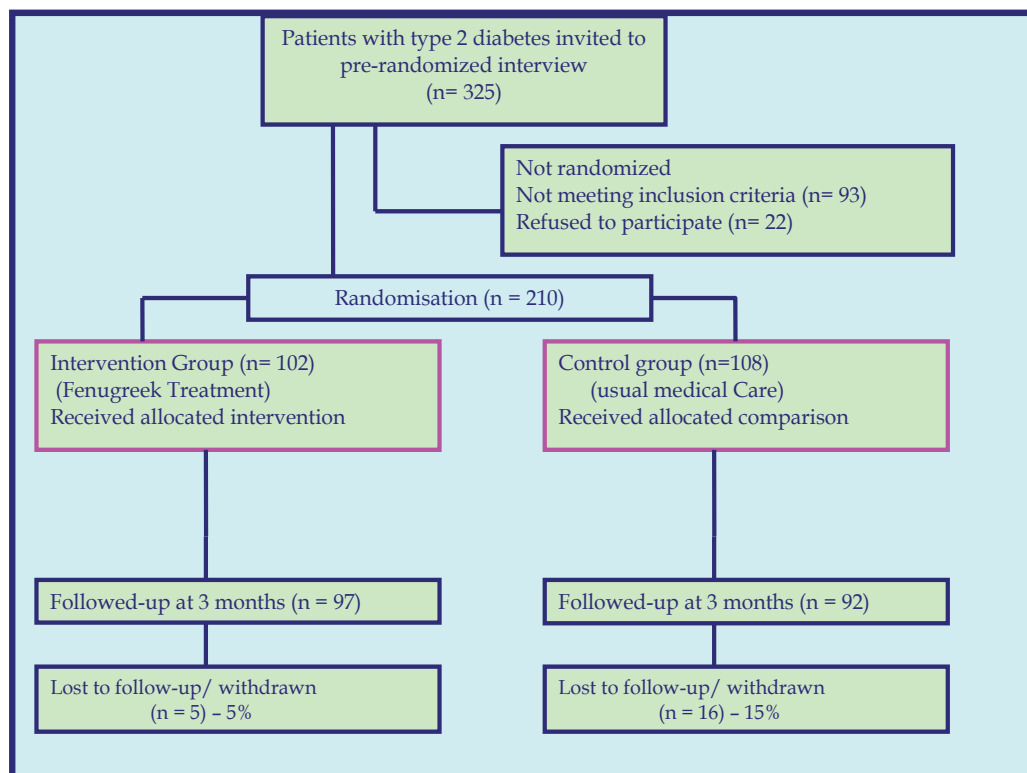 Patients with type 2 diabetes invited to
pre-randomized interview
(n= 325)
Not randomized
Not meeting inclusion criteria (n= 93)
Refused to participate (n= 22)
Randomisation (n = 210)
Intervention Group (n= 102)
(Fenugreek Treatment)
Received allocated intervention
Control group (n=108)
(usual medical Care)
Received allocated comparison
Followed-up at 3 months (n = 97)
Followed-up at 3 months (n = 92)
Lost to follow-up/ withdrawn
(n = 5) – 5%
Lost to follow-up/ withdrawn
(n = 16) – 15%